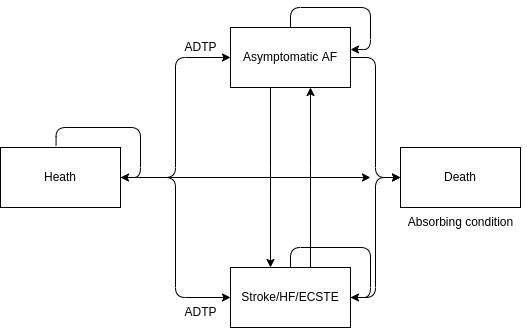 ADTP
Asymptomatic AF
Heath
Death
Absorbing condition
Stroke/HF/ECSTE
ADTP